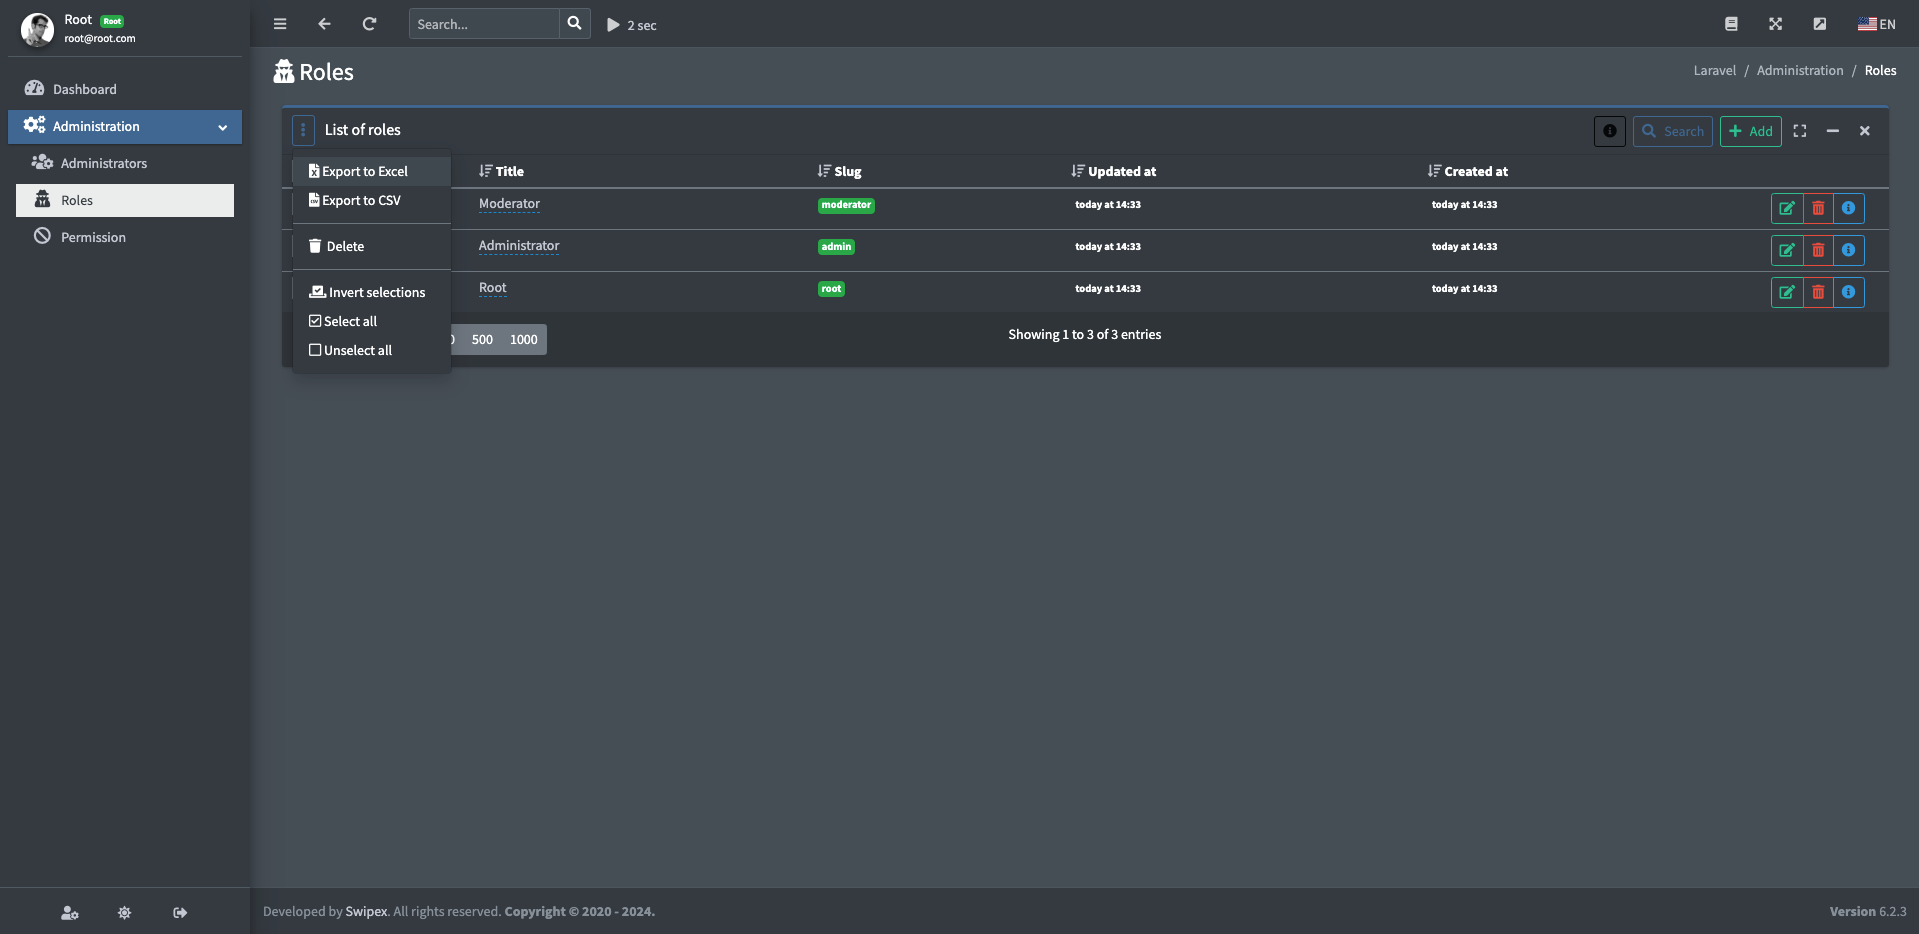 Root Root
root@root.com
Search...
2 sec
EN
Dashboard
Administration
Administrators
Roles
Permission
Roles
Laravel / Administration / Roles
List of roles
Search
Add
Export to Excel
Export to CSV
Delete
Invert selections
Select all
Unselect all
Title Slug Updated at Created at
Moderator moderator today at 14:33 today at 14:33
Administrator admin today at 14:33 today at 14:33
Root root today at 14:33 today at 14:33
500 1000
Showing 1 to 3 of 3 entries
Developed by Swipex. All rights reserved. Copyright © 2020 - 2024.
Version 6.2.3